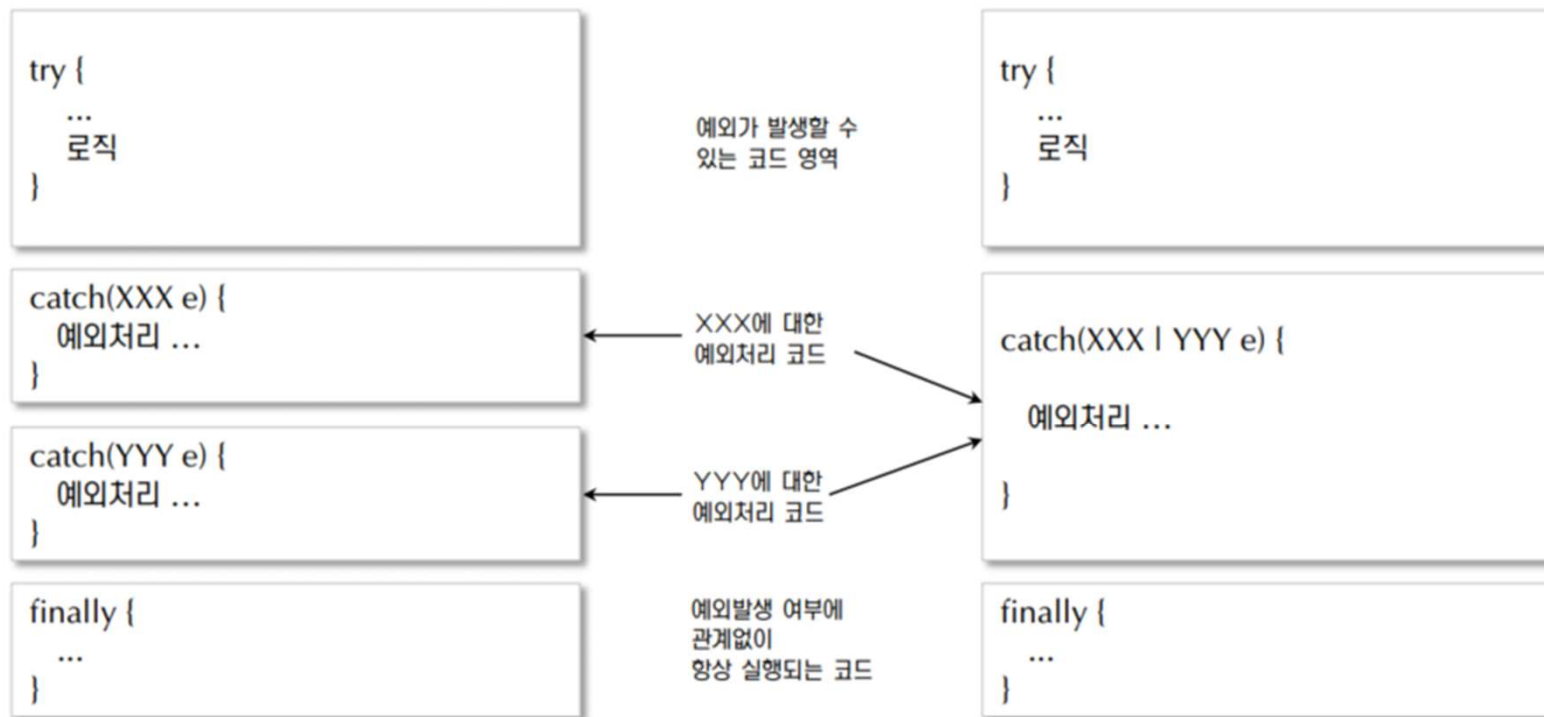 try {
...
로직
}
catch(XXX e) {
예외처리 ...
}
catch(YYY e) {
예외처리 ...
}
finally {
...
}
예외가 발생할 수
있는 코드 영역
XXX에 대한
예외처리 코드
YYY에 대한
예외처리 코드
예외발생 여부에
관계없이
항상 실행되는 코드
try {
...
로직
}
catch(XXX | YYY e) {
예외처리 ...
}
finally {
...
}